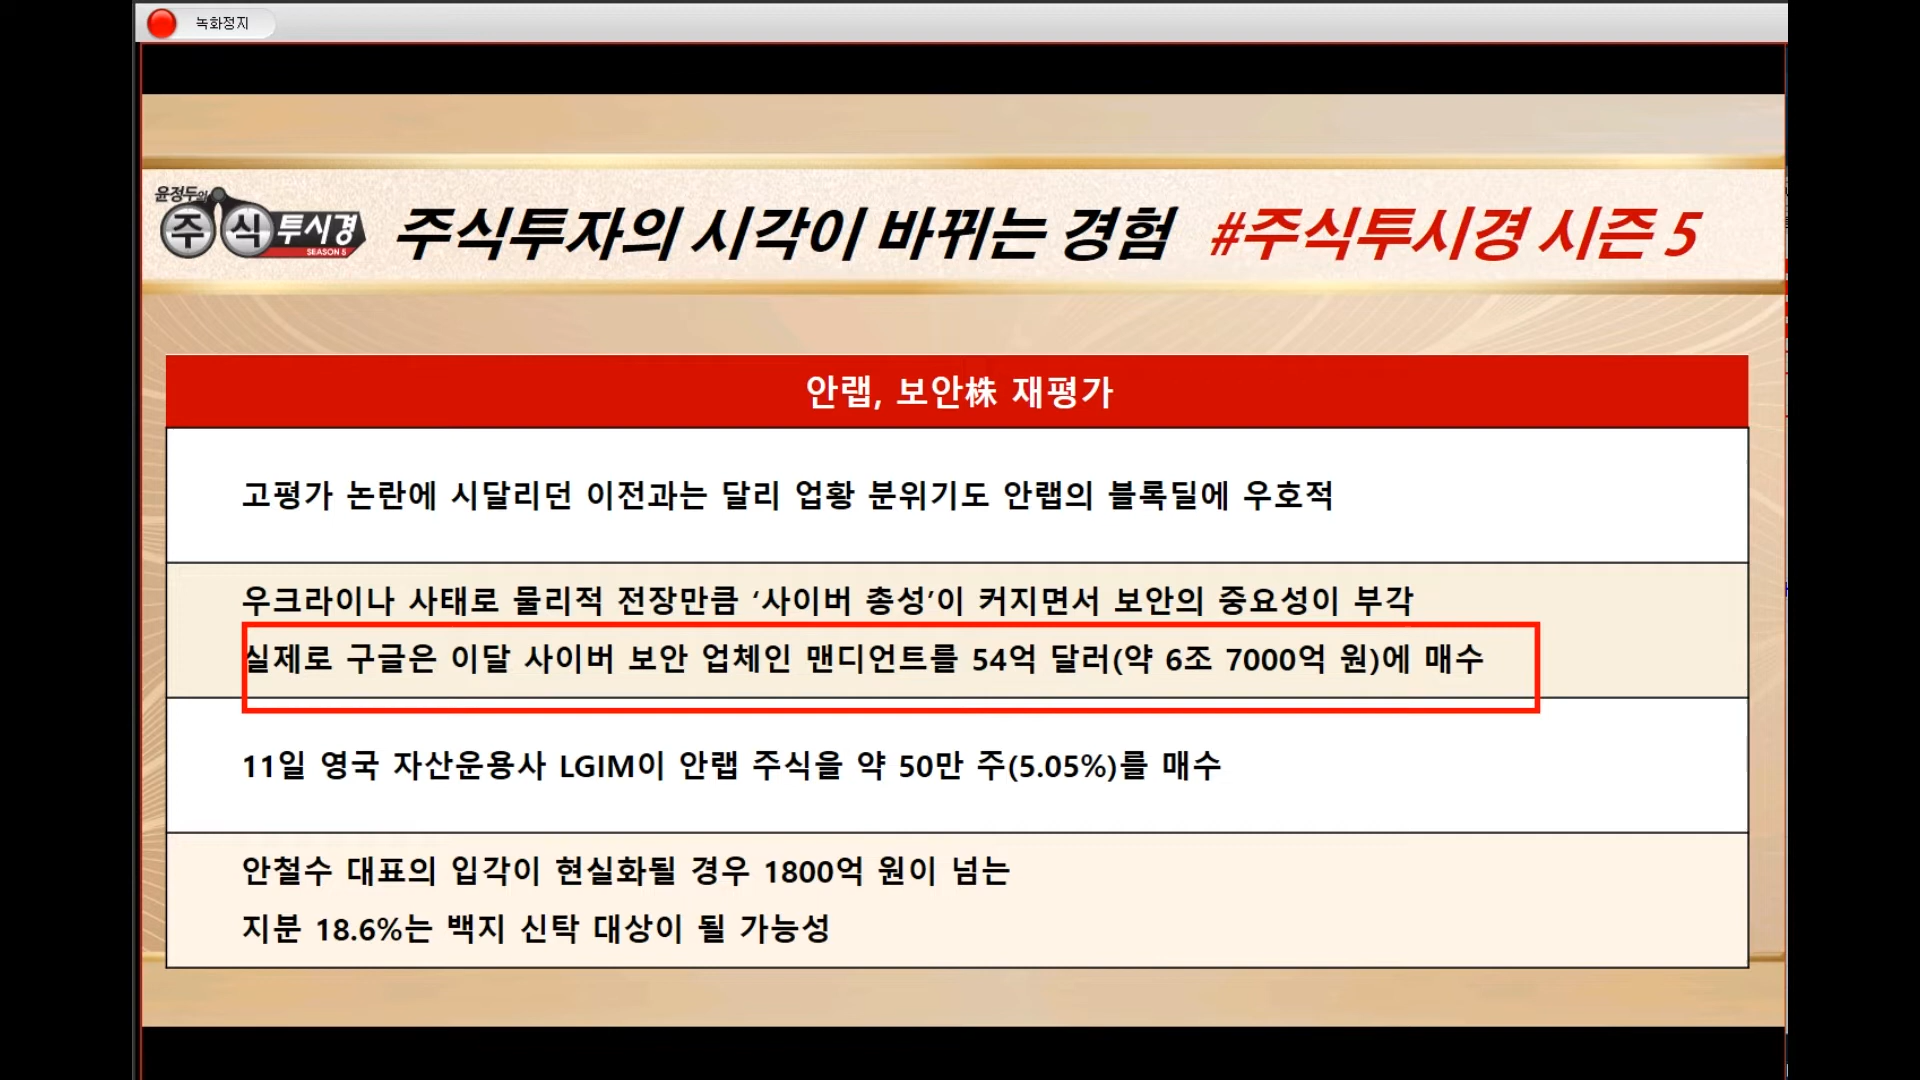 녹화정지
윤정두의
주식투시경
SEASON 5
주식투자의 시각이 바뀌는 경험 #주식투시경 시즌 5
안랩, 보안株 재평가
고평가 논란에 시달리던 이전과는 달리 업황 분위기도 안랩의 블록딜에 우호적
우크라이나 사태로 물리적 전장만큼 ‘사이버 총성’이 커지면서 보안의 중요성이 부각
실제로 구글은 이달 사이버 보안 업체인 맨디언트를 54억 달러(약 6조 7000억 원)에 매수
11일 영국 자산운용사 LGIM이 안랩 주식을 약 50만 주(5.05%)를 매수
안철수 대표의 입각이 현실화될 경우 1800억 원이 넘는
지분 18.6%는 백지 신탁 대상이 될 가능성